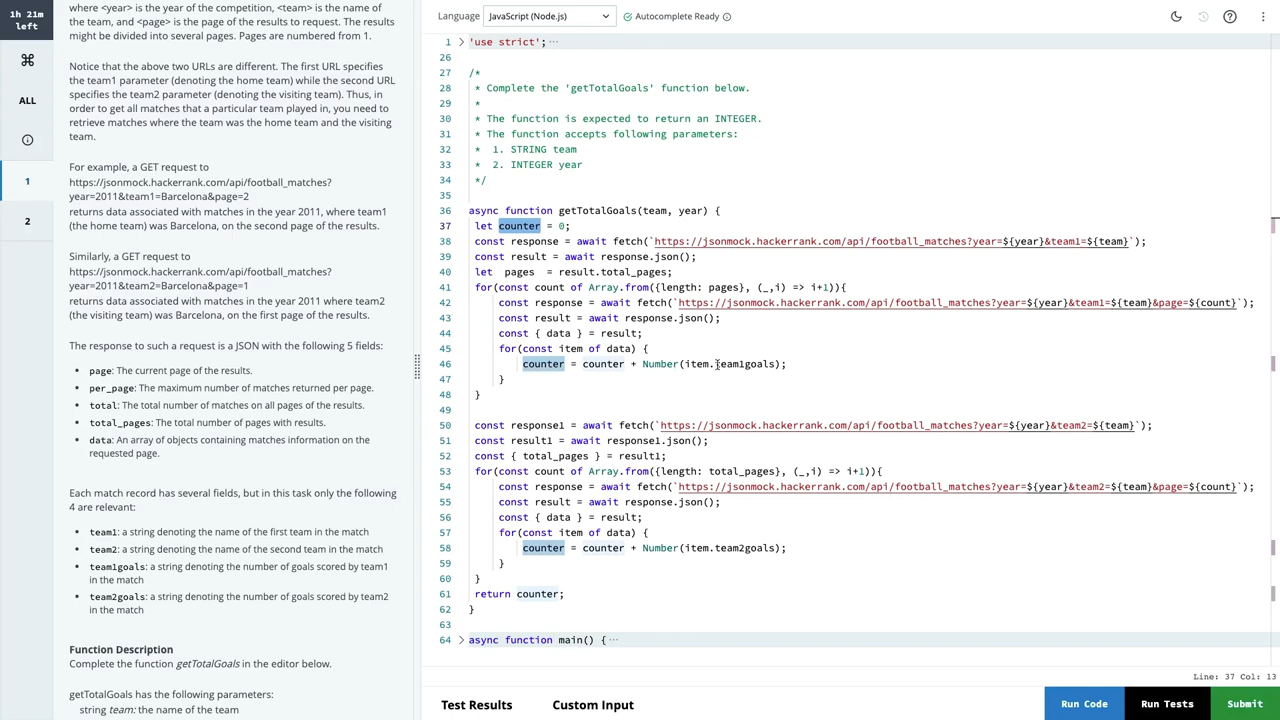 1h 21m
left
ALL
1
2
where <year> is the year of the competition, <team> is the name of
the team, and <page> is the page of the results to request. The results
might be divided into several pages. Pages are numbered from 1.
Notice that the above two URLs are different. The first URL specifies
the team1 parameter (denoting the home team) while the second URL
specifies the team2 parameter (denoting the visiting team). Thus, in
order to get all matches that a particular team played in, you need to
retrieve matches where the team was the home team and the visiting
team.
For example, a GET request to
https://jsonmock.hackerrank.com/api/football_matches?
year=2011&team1=Barcelona&page=2
returns data associated with matches in the year 2011, where team1
(the home team) was Barcelona, on the second page of the results.
Similarly, a GET request to
https://jsonmock.hackerrank.com/api/football_matches?
year=2011&team2=Barcelona&page=1
returns data associated with matches in the year 2011 where team2
(the visiting team) was Barcelona, on the first page of the results.
The response to such a request is a JSON with the following 5 fields:
• page: The current page of the results.
• per_page: The maximum number of matches returned per page.
• total: The total number of matches on all pages of the results.
• total_pages: The total number of pages with results.
• data: An array of objects containing matches information on the
requested page.
Each match record has several fields, but in this task only the following
4 are relevant:
• team1: a string denoting the name of the first team in the match
• team2: a string denoting the name of the second team in the match
• team1goals: a string denoting the number of goals scored by team1
in the match
• team2goals: a string denoting the number of goals scored by team2
in the match
Function Description
Complete the function getTotalGoals in the editor below.
getTotalGoals has the following parameters:
string team: the name of the team
Language JavaScript (Node.js) Autocomplete Ready
1 'use strict'; ···
26
27 /*
28 * Complete the 'getTotalGoals' function below.
29 *
30 * The function is expected to return an INTEGER.
31 * The function accepts following parameters:
32 * 1. STRING team
33 * 2. INTEGER year
34 */
35
36 async function getTotalGoals(team, year) {
37 let counter = 0;
38 const response = await fetch(`https://jsonmock.hackerrank.com/api/football_matches?year=${year}&team1=${team}`);
39 const result = await response.json();
40 let pages = result.total_pages;
41 for(const count of Array.from({length: pages}, (_,i) => i+1)){
42 const response = await fetch(`https://jsonmock.hackerrank.com/api/football_matches?year=${year}&team1=${team}&page=${count}`);
43 const result = await response.json();
44 const { data } = result;
45 for(const item of data) {
46 counter = counter + Number(item.team1goals);
47 }
48 }
49
50 const response1 = await fetch(`https://jsonmock.hackerrank.com/api/football_matches?year=${year}&team2=${team}`);
51 const result1 = await response1.json();
52 const { total_pages } = result1;
53 for(const count of Array.from({length: total_pages}, (_,i) => i+1)){
54 const response = await fetch(`https://jsonmock.hackerrank.com/api/football_matches?year=${year}&team2=${team}&page=${count}`);
55 const result = await response.json();
56 const { data } = result;
57 for(const item of data) {
58 counter = counter + Number(item.team2goals);
59 }
60 }
61 return counter;
62 }
63
64 async function main() { ···
Line: 37 Col: 13
Test Results Custom Input Run Code Run Tests Submit